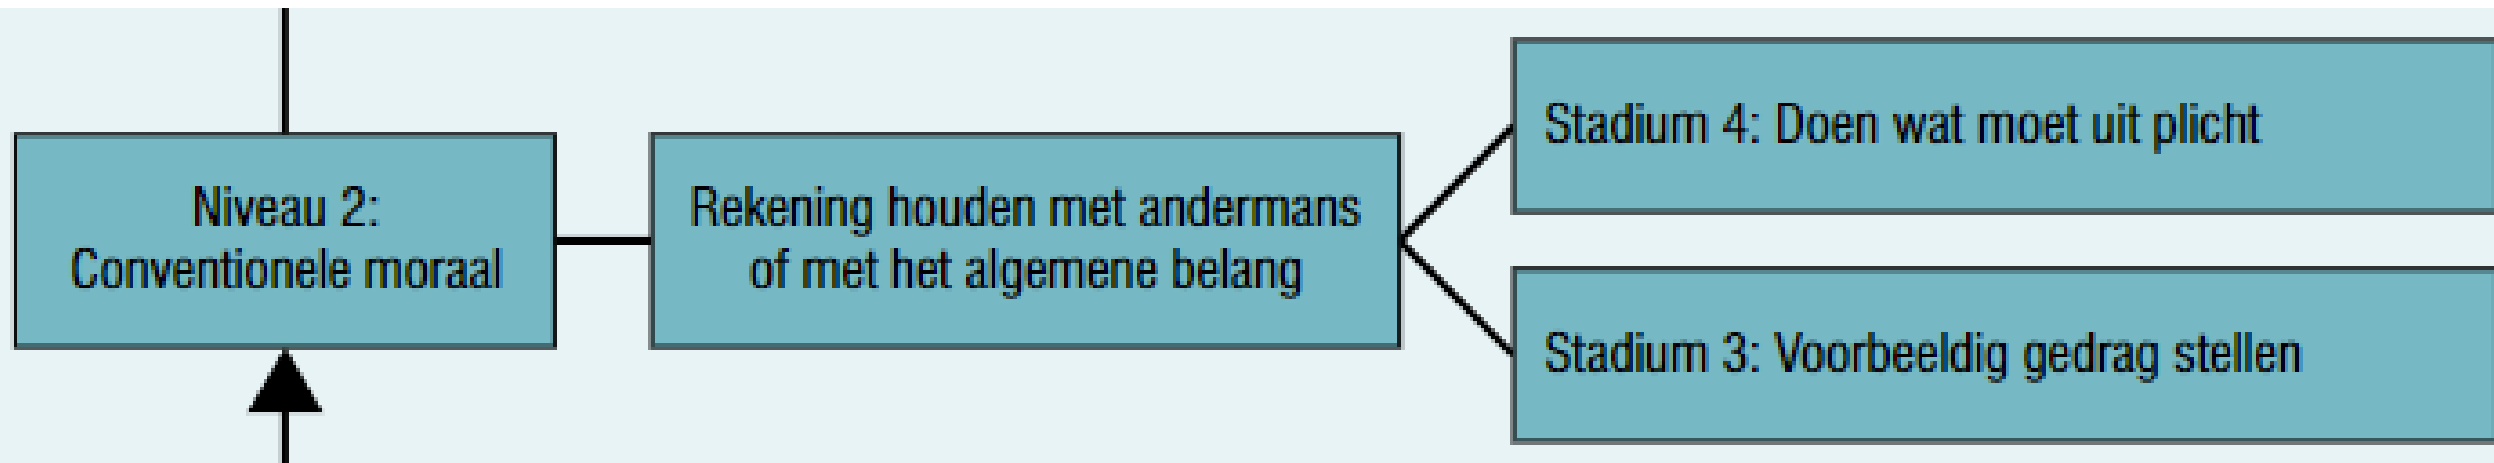 Niveau 2:
Conventionele moraal
Rekening houden met andermans
of met het algemene belang
Stadium 4: Doen wat moet uit plicht
Stadium 3: Voorbeeldig gedrag stellen